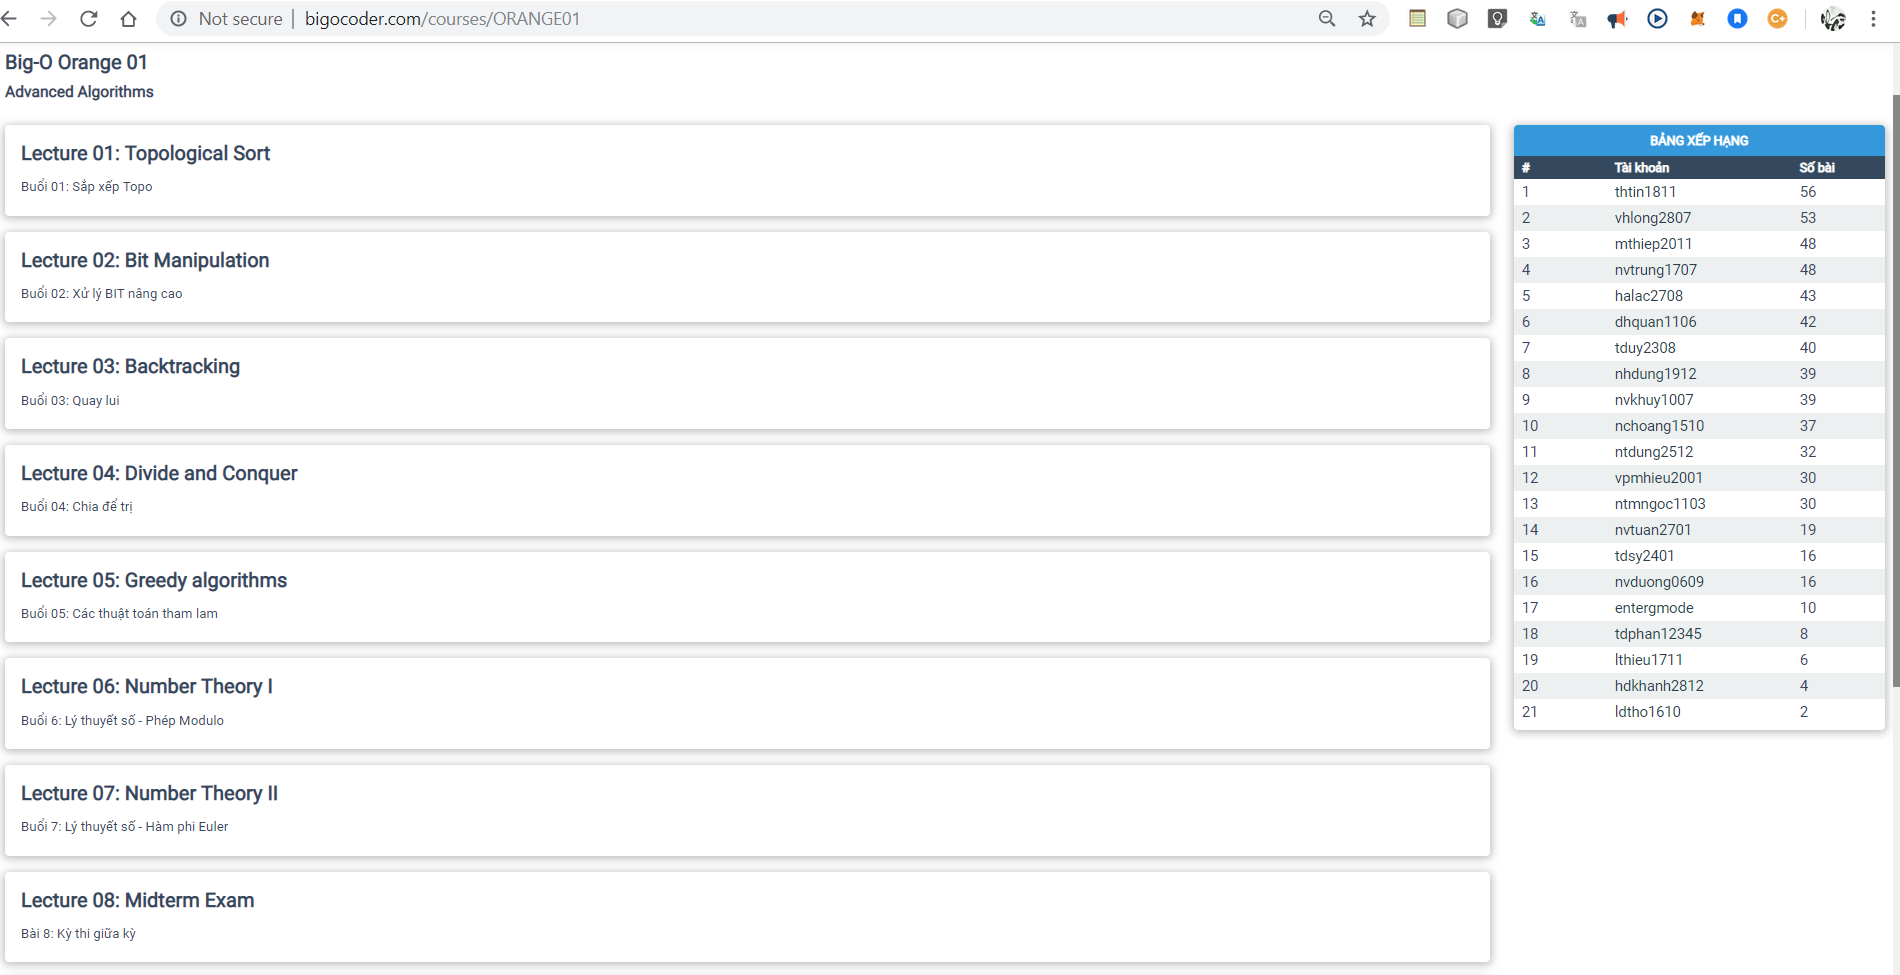 Not secure | bigocoder.com/courses/ORANGE01
Big-O Orange 01
Advanced Algorithms
Lecture 01: Topological Sort
Buổi 01: Sắp xếp Topo
Lecture 02: Bit Manipulation
Buổi 02: Xử lý BIT nâng cao
Lecture 03: Backtracking
Buổi 03: Quay lui
Lecture 04: Divide and Conquer
Buổi 04: Chia để trị
Lecture 05: Greedy algorithms
Buổi 05: Các thuật toán tham lam
Lecture 06: Number Theory I
Buổi 6: Lý thuyết số - Phép Modulo
Lecture 07: Number Theory II
Buổi 7: Lý thuyết số - Hàm phi Euler
Lecture 08: Midterm Exam
Bài 8: Kỳ thi giữa kỳ
BẢNG XẾP HẠNG
# Tài khoản Số bài
1 thtin1811 56
2 vhlong2807 53
3 mthiep2011 48
4 nvtrung1707 48
5 halac2708 43
6 dhquan1106 42
7 tduy2308 40
8 nhdung1912 39
9 nvkhuy1007 39
10 nchoang1510 37
11 ntdung2512 32
12 vpmhieu2001 30
13 ntmngoc1103 30
14 nvtuan2701 19
15 tdsy2401 16
16 nvduong0609 16
17 entergmode 10
18 tdphan12345 8
19 lthieu1711 6
20 hdkhanh2812 4
21 ldtho1610 2